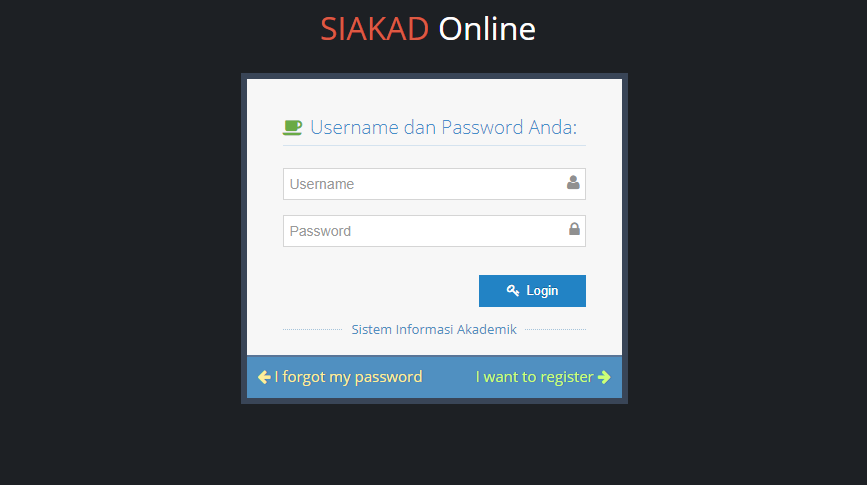 SIAKAD Online
Username dan Password Anda:
Username
Password
Login
Sistem Informasi Akademik
I forgot my password
I want to register